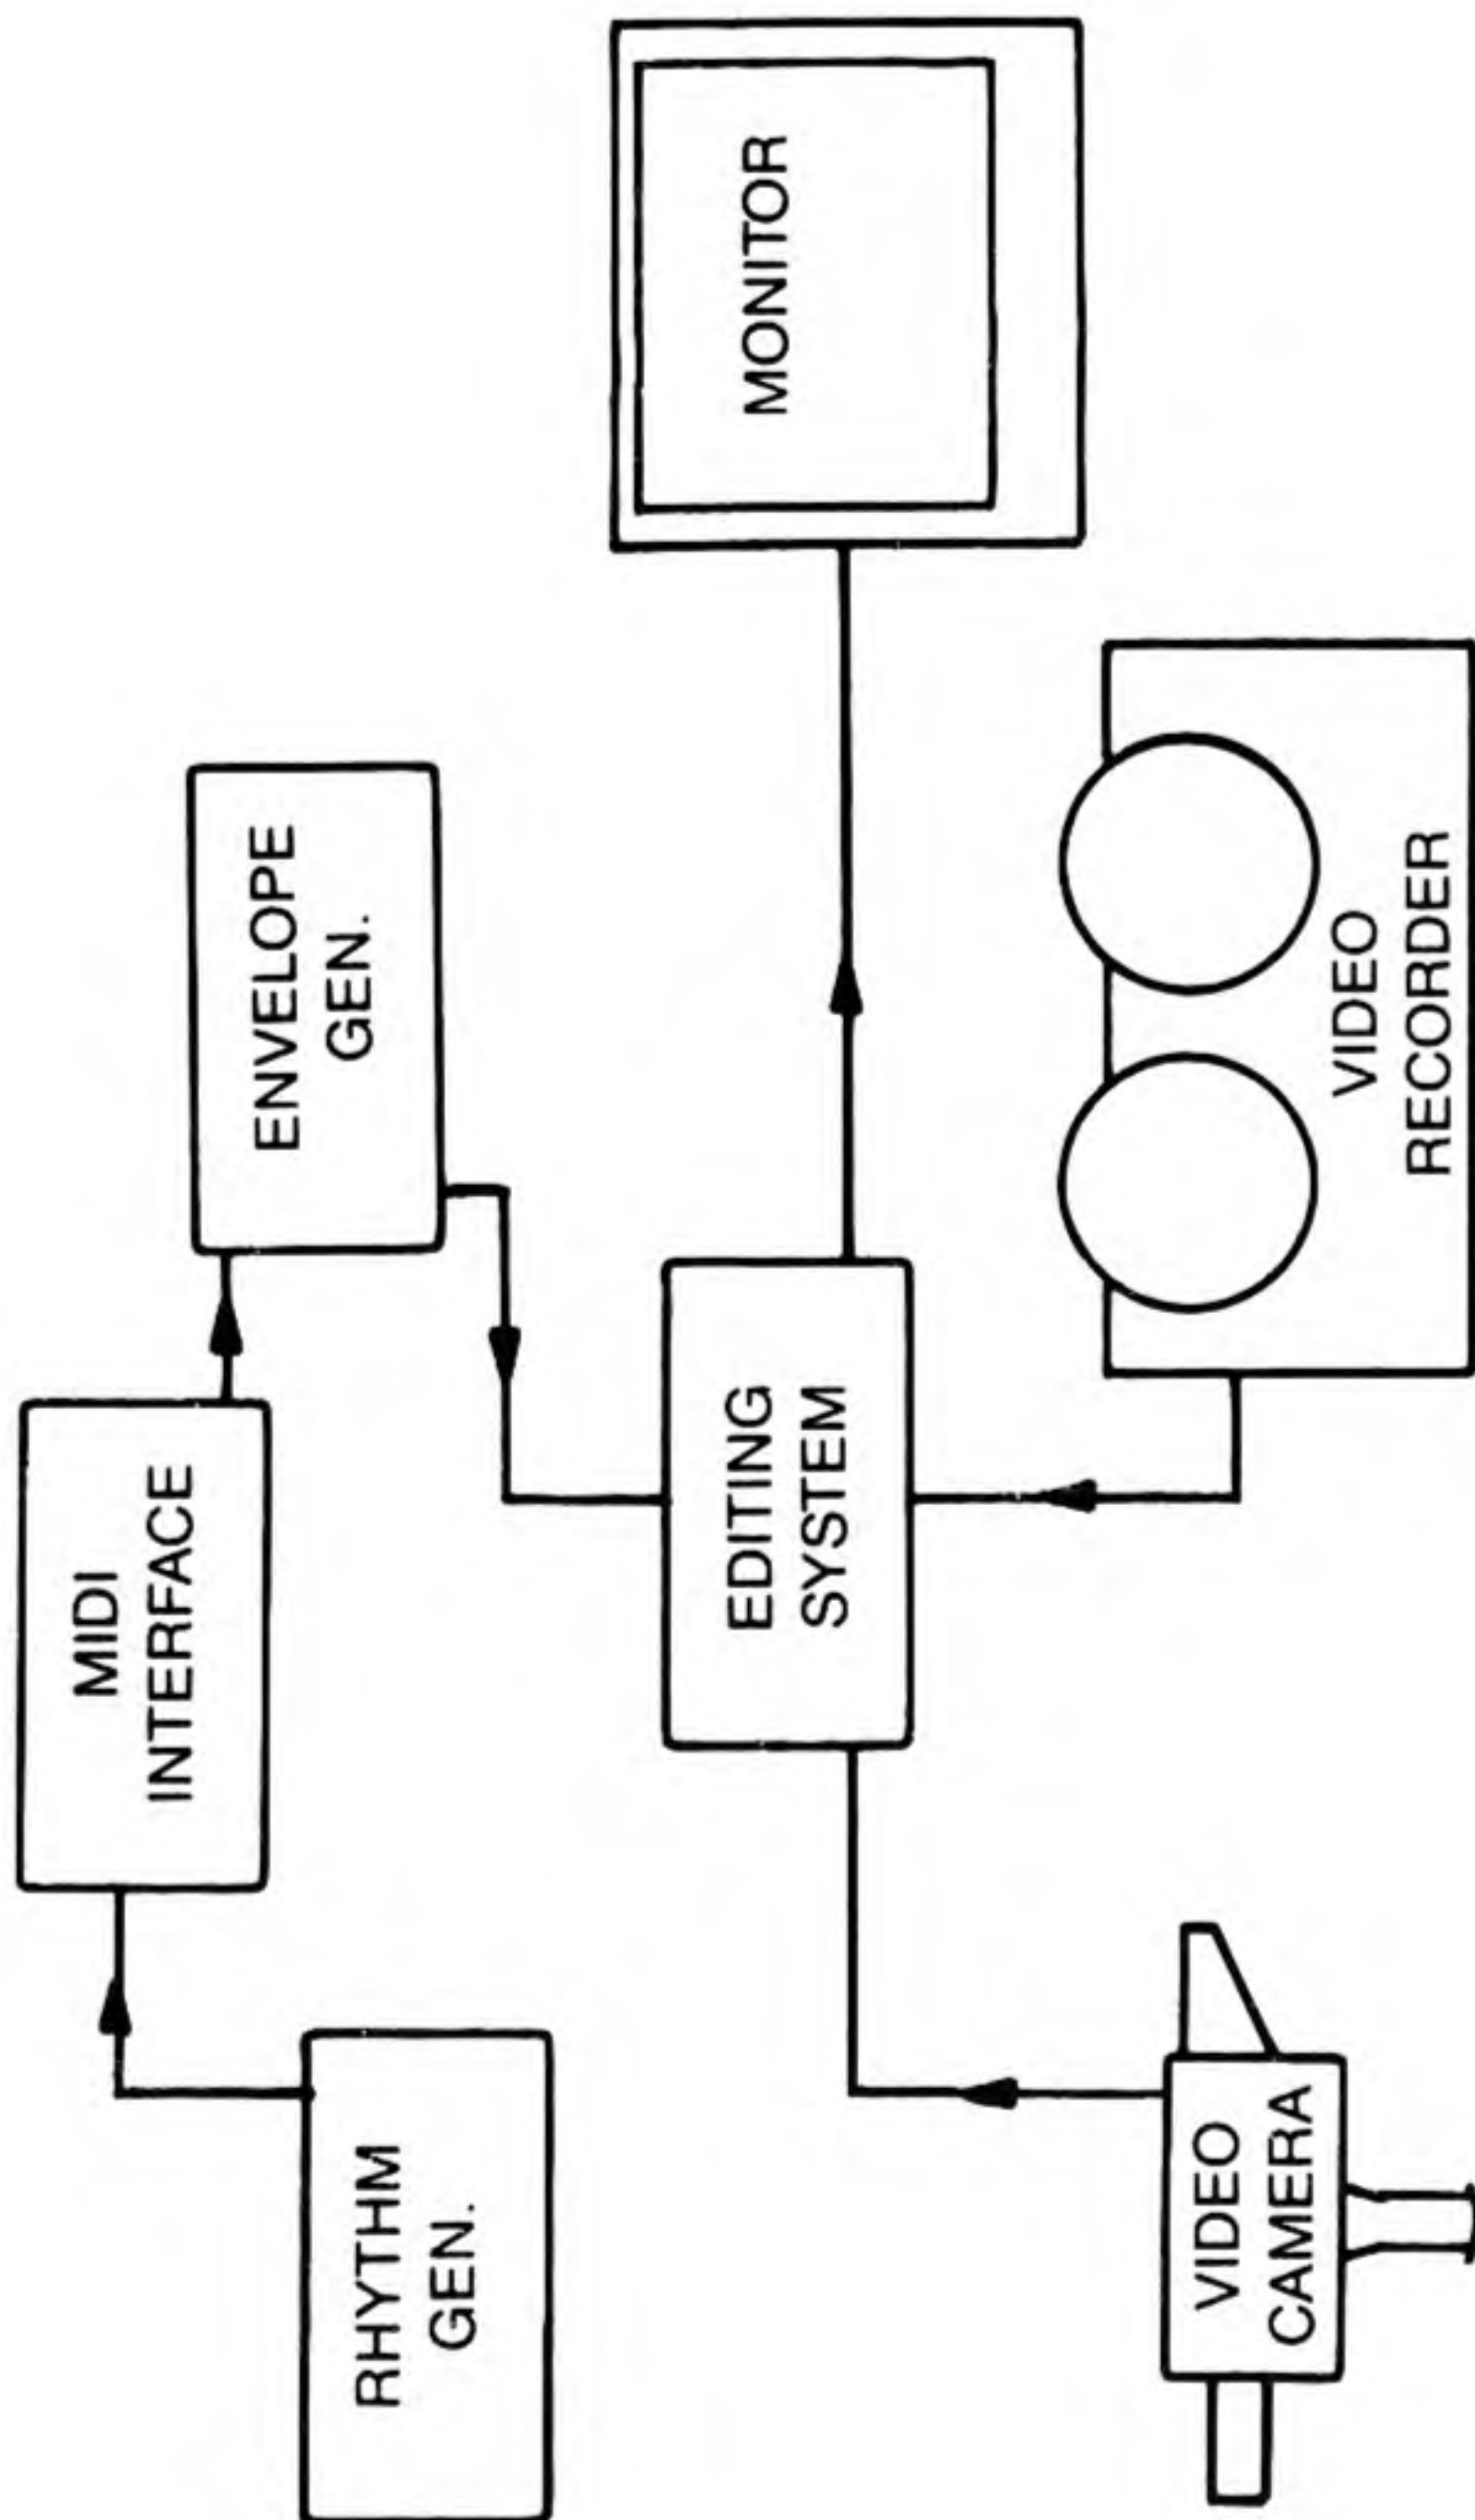 MIDI
INTERFACE
ENVELOPE
GEN.
RHYTHM
GEN.
EDITING
SYSTEM
MONITOR
VIDEO
CAMERA
VIDEO
RECORDER